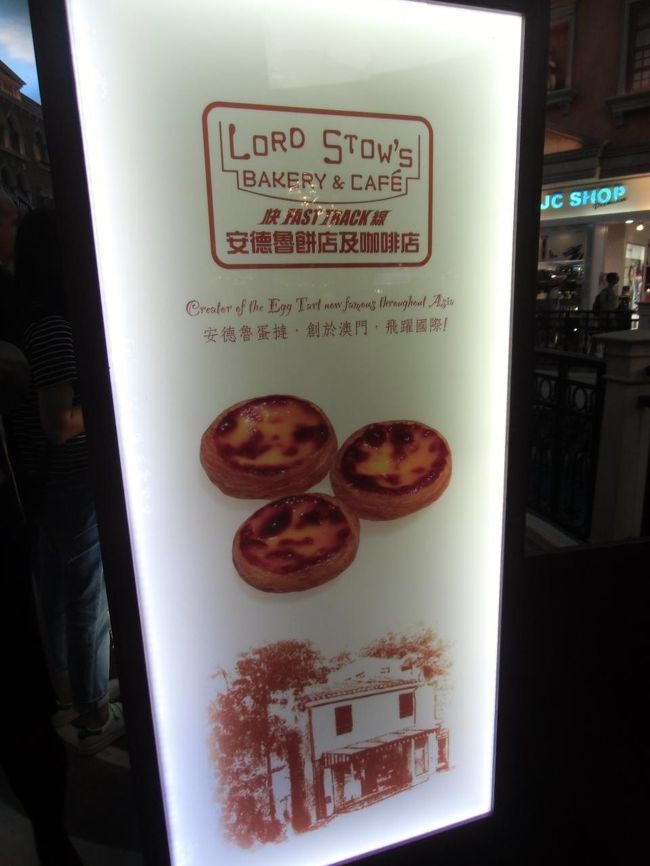 LORD STOW'S
BAKERY & CAFÉ
快 FAST TRACK 線
安德魯餅店及咖啡店
Creator of the Egg Tart now famous throughout Asia
安德魯蛋撻，創於澳門，飛躍國際!
JC SHOP